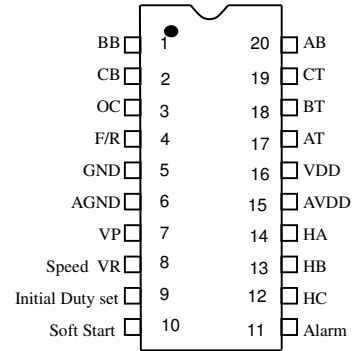 BB 1 20 AB
CB 2 19 CT
OC 3 18 BT
F/R 4 17 AT
GND 5 16 VDD
AGND 6 15 AVDD
VP 7 14 HA
Speed VR 8 13 HB
Initial Duty set 9 12 HC
Soft Start 10 11 Alarm